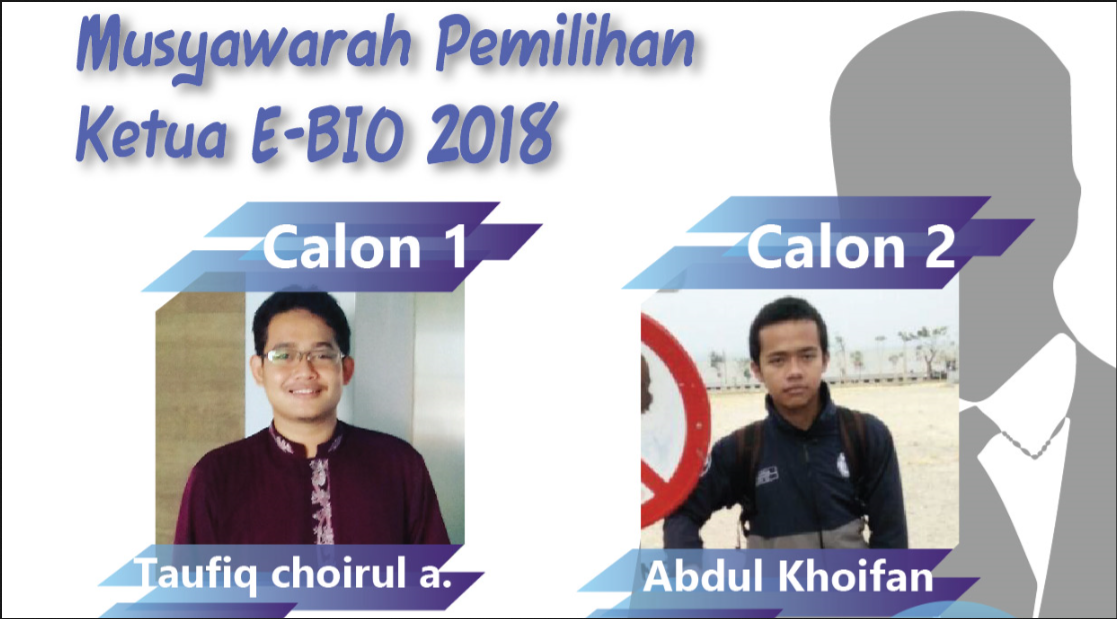 Musyawarah Pemilihan
Ketua E-BIO 2018
Calon 1
Calon 2
Taufiq choirul a.
Abdul Khoifan